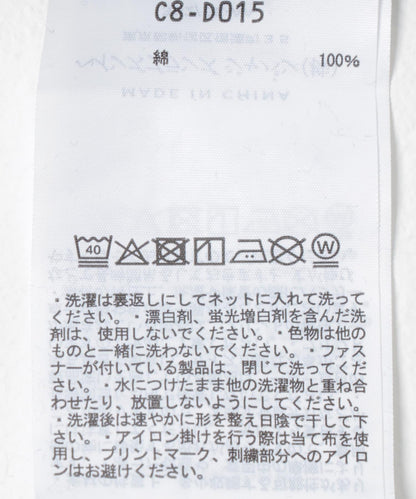 C8-D015
綿 100%
40 W
・洗濯は裏返しにしてネットに入れて洗って
ください。・漂白剤、蛍光増白剤を含んだ洗
剤は、使用しないでください。・色物は他の
ものと一緒に洗わないでください。・ファス
ナーが付いている製品は、閉じて洗ってくだ
さい。・水につけたまま他の洗濯物と重ね合
わせたり、放置しないようにしてください。
・洗濯後は速やかに形を整え日陰で干して下
さい。・アイロン掛けを行う際は当て布を使
用し、プリントマーク、刺繍部分へのアイロ
ンはお避けください。